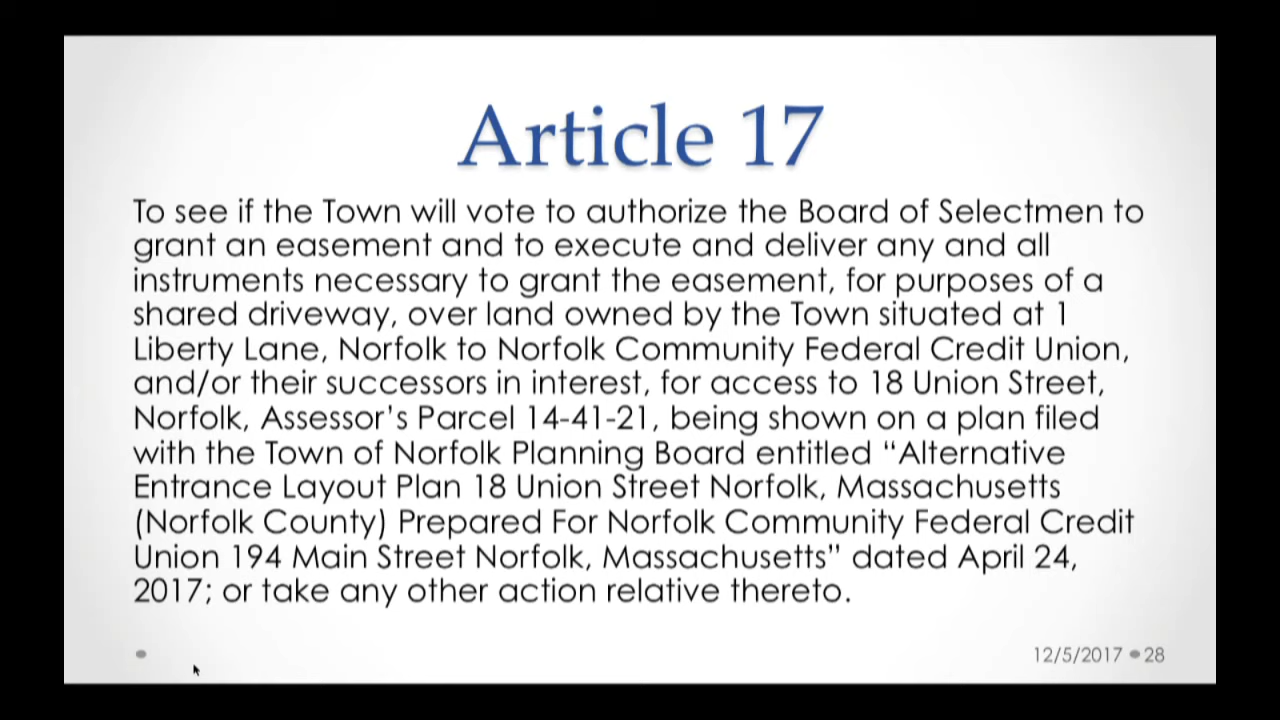 Article 17
To see if the Town will vote to authorize the Board of Selectmen to
grant an easement and to execute and deliver any and all
instruments necessary to grant the easement, for purposes of a
shared driveway, over land owned by the Town situated at 1
Liberty Lane, Norfolk to Norfolk Community Federal Credit Union,
and/or their successors in interest, for access to 18 Union Street,
Norfolk, Assessor’s Parcel 14-41-21, being shown on a plan filed
with the Town of Norfolk Planning Board entitled “Alternative
Entrance Layout Plan 18 Union Street Norfolk, Massachusetts
(Norfolk County) Prepared For Norfolk Community Federal Credit
Union 194 Main Street Norfolk, Massachusetts” dated April 24,
2017; or take any other action relative thereto.
12/5/2017 28